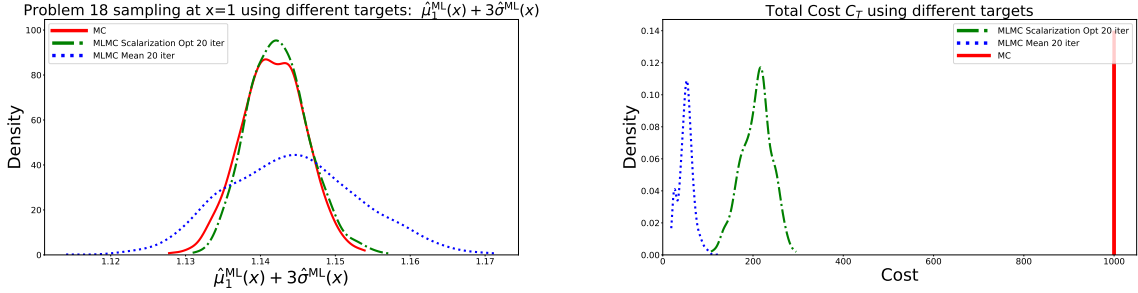 Problem 18 sampling at x=1 using different targets: μ̂₁ᴹᴸ(x) + 3σ̂ᴹᴸ(x)
MC
MLMC Scalarization Opt 20 iter
MLMC Mean 20 iter
Density
100
80
60
40
20
0
1.12 1.13 1.14 1.15 1.16 1.17
μ̂₁ᴹᴸ(x) + 3σ̂ᴹᴸ(x)
Total Cost C_T using different targets
MLMC Scalarization Opt 20 iter
MLMC Mean 20 iter
MC
Density
0.14
0.12
0.10
0.08
0.06
0.04
0.02
0.00
0 200 400 600 800 1000
Cost